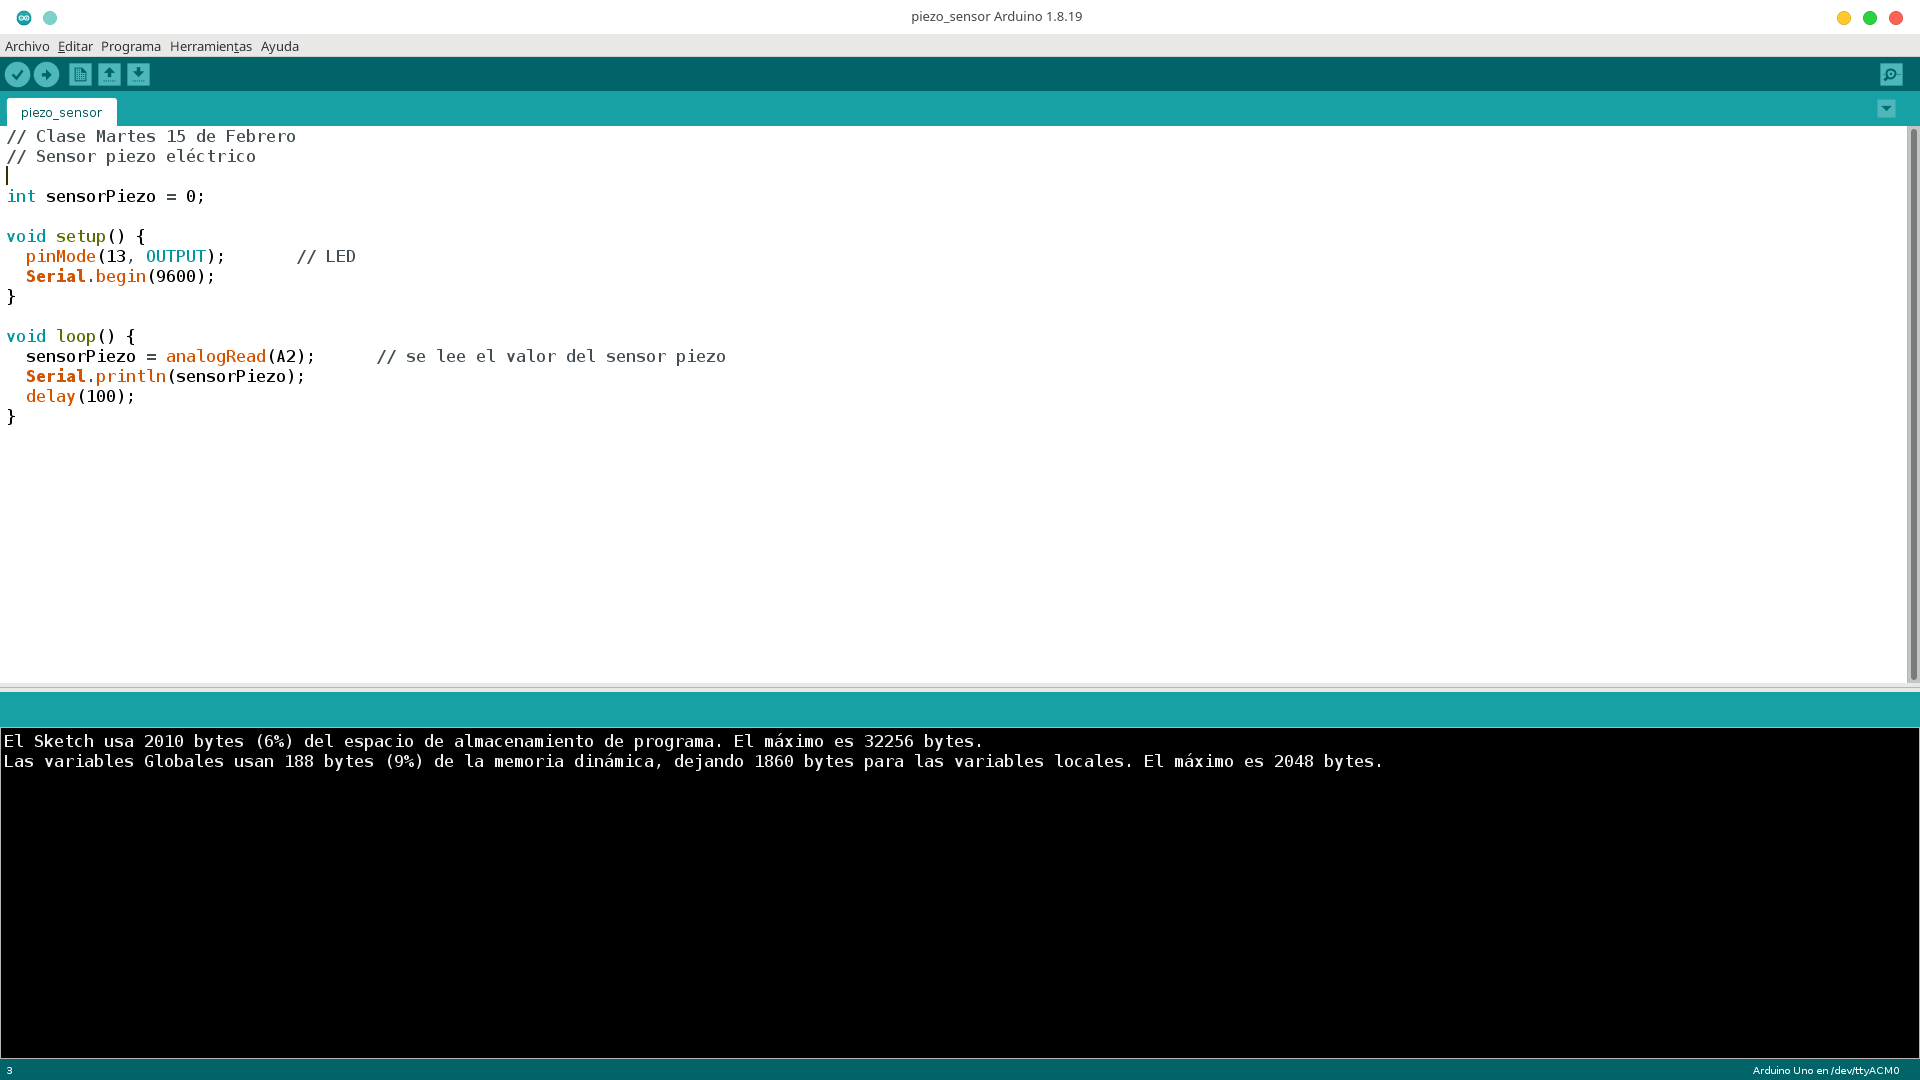 piezo_sensor Arduino 1.8.19
Archivo Editar Programa Herramientas Ayuda
piezo_sensor
// Clase Martes 15 de Febrero
// Sensor piezo eléctrico
int sensorPiezo = 0;
void setup() {
  pinMode(13, OUTPUT);       // LED
  Serial.begin(9600);
}
void loop() {
  sensorPiezo = analogRead(A2);      // se lee el valor del sensor piezo
  Serial.println(sensorPiezo);
  delay(100);
}
El Sketch usa 2010 bytes (6%) del espacio de almacenamiento de programa. El máximo es 32256 bytes.
Las variables Globales usan 188 bytes (9%) de la memoria dinámica, dejando 1860 bytes para las variables locales. El máximo es 2048 bytes.
3
Arduino Uno en /dev/ttyACM0